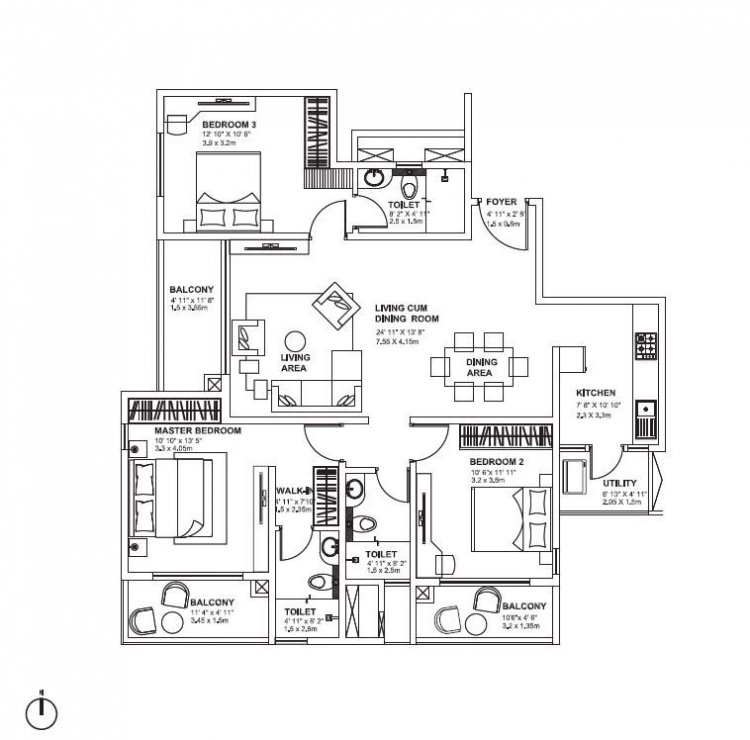 BEDROOM 3
12' 10" X 10' 6"
3.9 x 3.2m
TOILET
8' 2" X 4' 11"
2.5 x 1.5m
FOYER
4' 11" x 2' 8"
1.5 x 0.8m
BALCONY
4' 11" x 11' 8"
1.5 x 3.55m
LIVING CUM
DINING ROOM
24' 11" X 13' 8"
7.55 X 4.15m
LIVING
AREA
DINING
AREA
KITCHEN
7' 8" X 10' 10"
2.3 X 3.3m
MASTER BEDROOM
10' 10" x 13' 5"
3.3 x 4.05m
BEDROOM 2
10' 6"x 11' 11"
3.2 x 3.6m
WALK-IN
4' 11" x 7'10
1.5 x 2.35m
UTILITY
6' 13" X 4' 11"
2.05 X 1.5m
TOILET
4' 11" x 8' 2"
1.5 x 2.5m
BALCONY
11' 4" x 4' 11"
3.45 x 1.5m
TOILET
4' 11" x 8' 2"
1.5 x 2.5m
BALCONY
10'6"x 4' 6"
3.2 x 1.35m
N